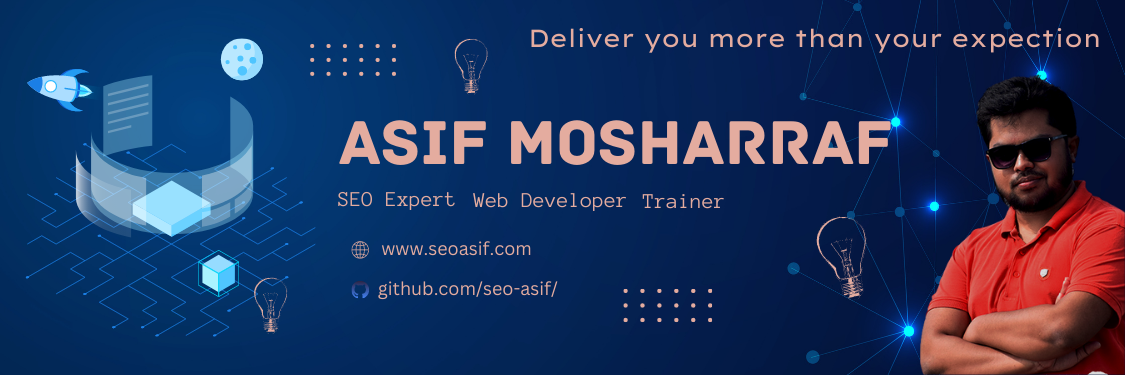 Deliver you more than your expection
ASIF MOSHARRAF
SEO Expert Web Developer Trainer
www.seoasif.com
github.com/seo-asif/